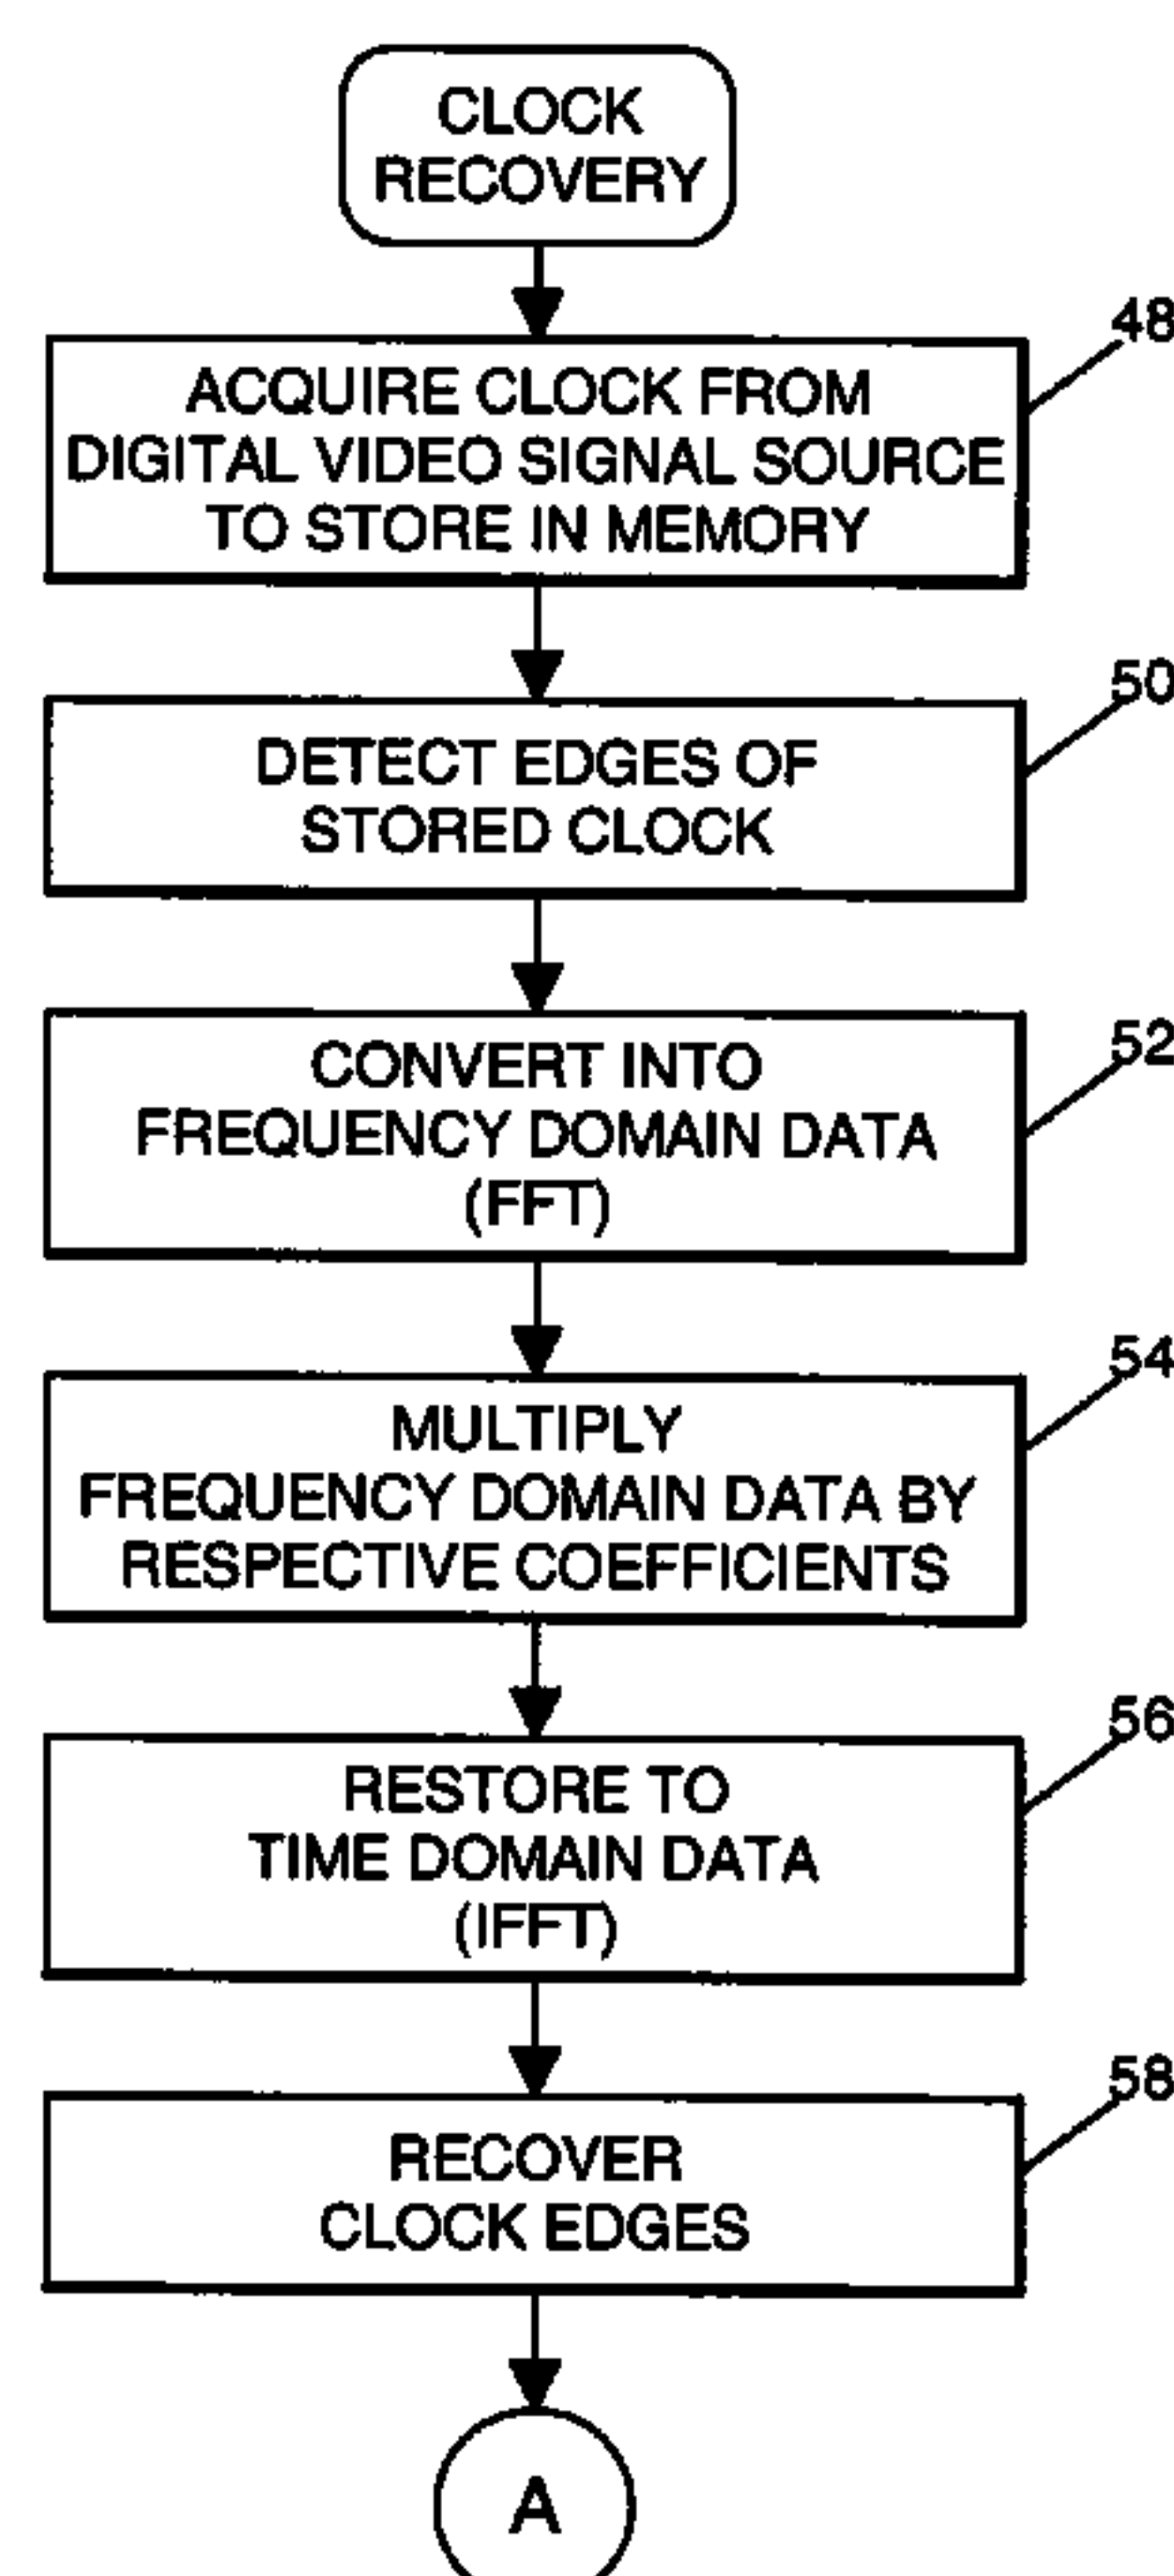 CLOCK
RECOVERY
48
ACQUIRE CLOCK FROM
DIGITAL VIDEO SIGNAL SOURCE
TO STORE IN MEMORY
50
DETECT EDGES OF
STORED CLOCK
52
CONVERT INTO
FREQUENCY DOMAIN DATA
(FFT)
54
MULTIPLY
FREQUENCY DOMAIN DATA BY
RESPECTIVE COEFFICIENTS
56
RESTORE TO
TIME DOMAIN DATA
(IFFT)
58
RECOVER
CLOCK EDGES
A